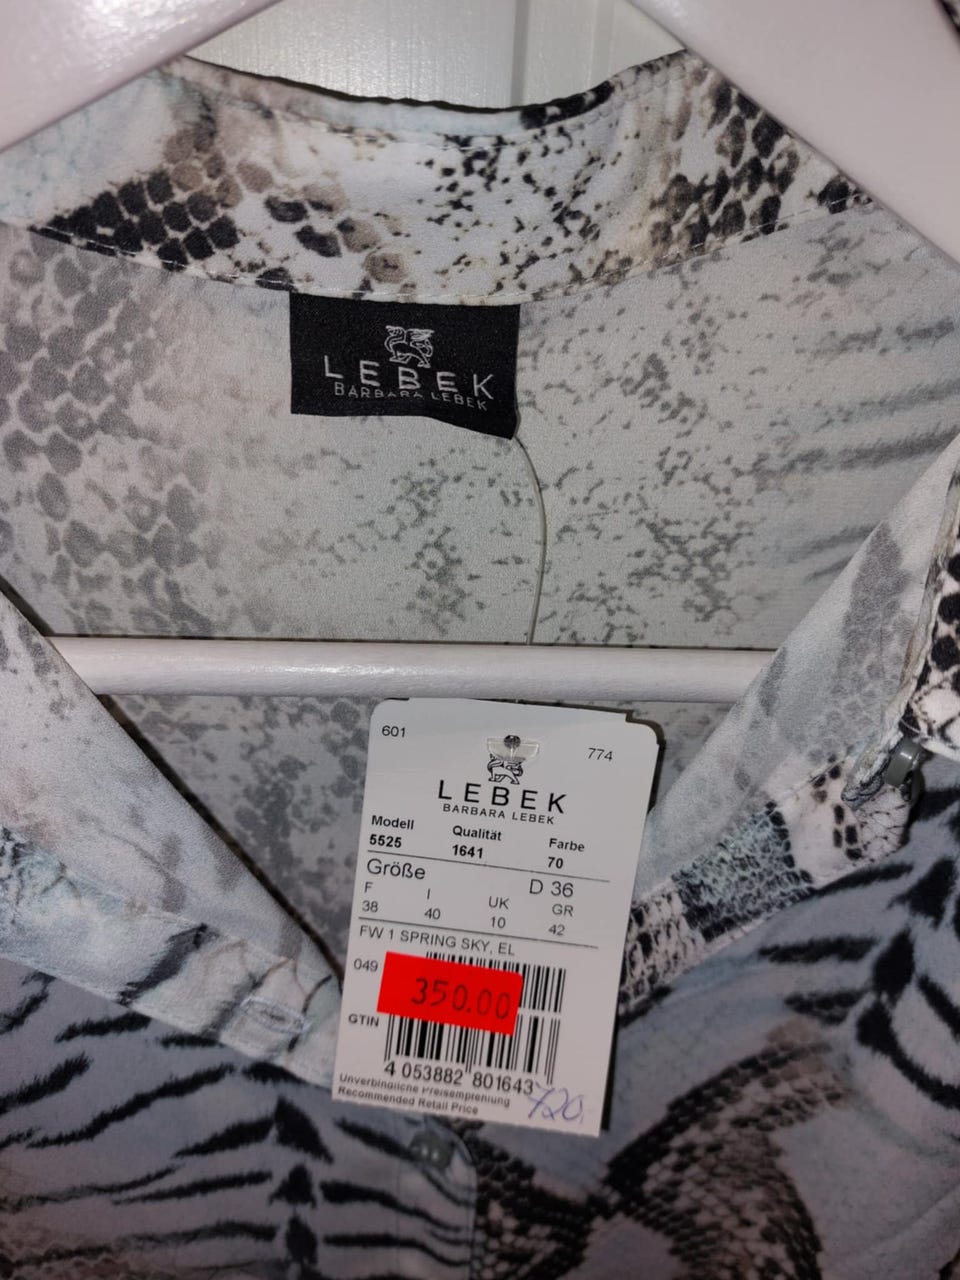 LEBEK
BARBARA LEBEK
601
774
LEBEK
BARBARA LEBEK
Modell Qualität Farbe
5525 1641 70
Größe D 36
F I UK GR
38 40 10 42
FW 1 SPRING SKY, EL
049
350.00
GTIN
4 053882 801643
Unverbindliche Preisempfehlung
Recommended Retail Price
720,-